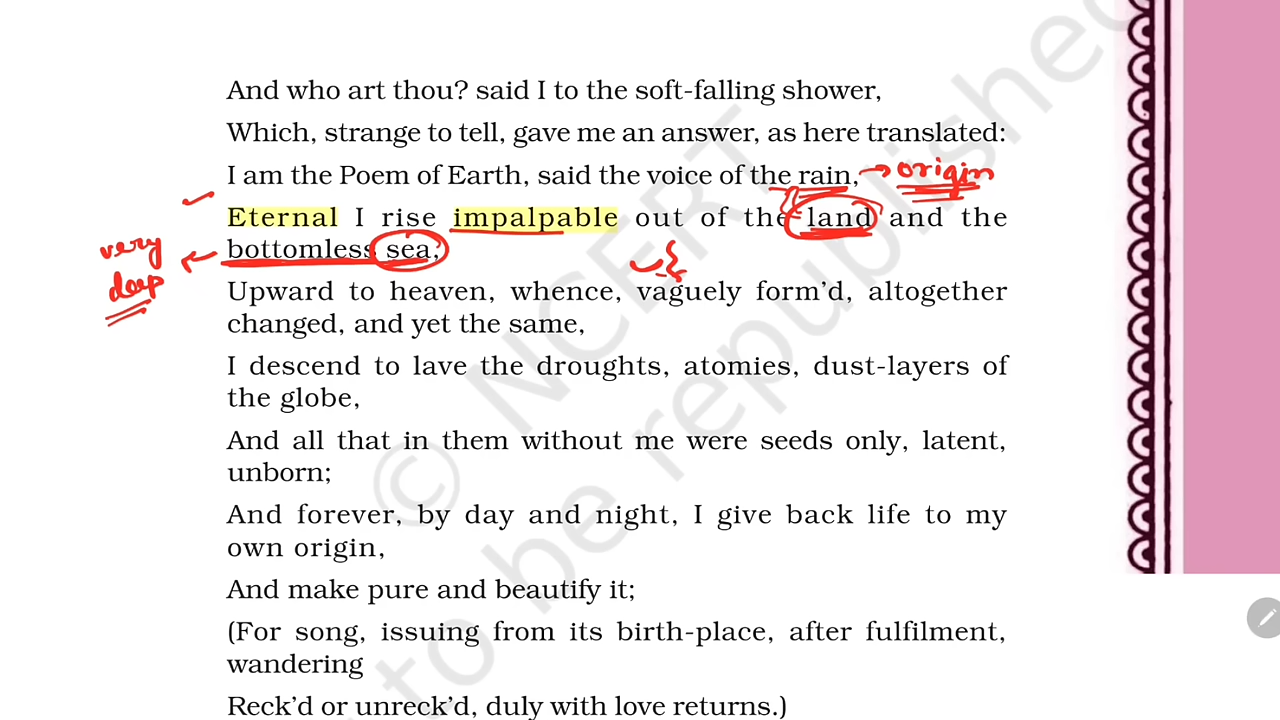 And who art thou? said I to the soft-falling shower,
Which, strange to tell, gave me an answer, as here translated:
I am the Poem of Earth, said the voice of the rain, → origin
Eternal I rise impalpable out of the land and the
bottomless sea,
very
deep
Upward to heaven, whence, vaguely form'd, altogether
changed, and yet the same,
I descend to lave the droughts, atomies, dust-layers of
the globe,
And all that in them without me were seeds only, latent,
unborn;
And forever, by day and night, I give back life to my
own origin,
And make pure and beautify it;
(For song, issuing from its birth-place, after fulfilment,
wandering
Reck'd or unreck'd, duly with love returns.)
© NCERT
to be republished